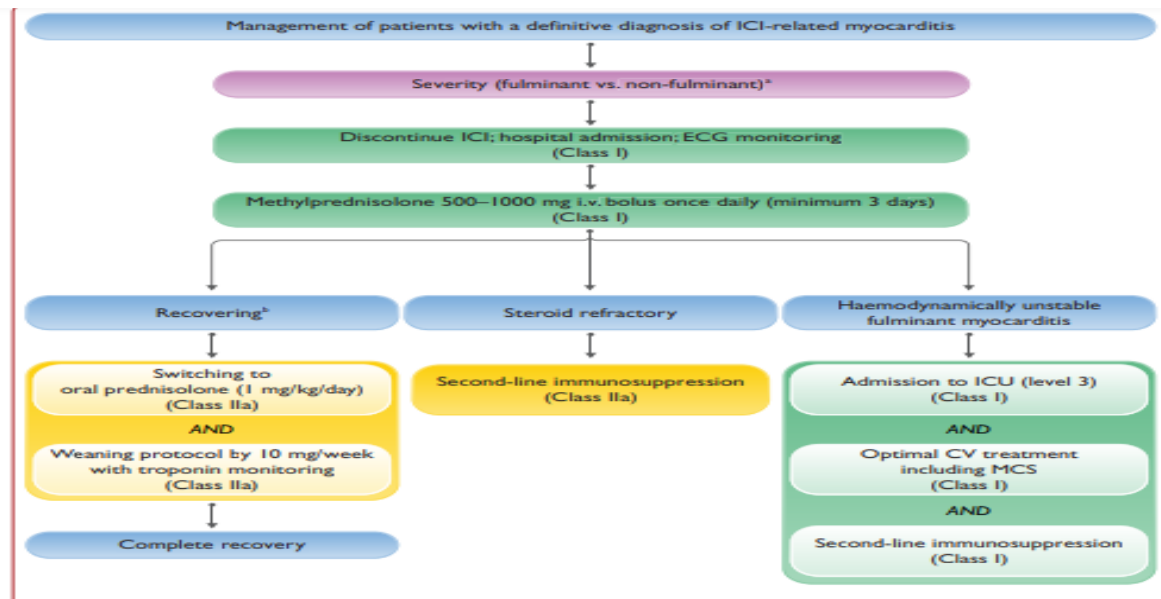 Management of patients with a definitive diagnosis of ICI-related myocarditis
Severity (fulminant vs. non-fulminant)ᵃ
Discontinue ICI; hospital admission; ECG monitoring
(Class I)
Methylprednisolone 500–1000 mg i.v. bolus once daily (minimum 3 days)
(Class I)
Recoveringᵇ
Switching to
oral prednisolone (1 mg/kg/day)
(Class IIa)
AND
Weaning protocol by 10 mg/week
with troponin monitoring
(Class IIa)
Complete recovery
Steroid refractory
Second-line immunosuppression
(Class IIa)
Haemodynamically unstable
fulminant myocarditis
Admission to ICU (level 3)
(Class I)
AND
Optimal CV treatment
including MCS
(Class I)
AND
Second-line immunosuppression
(Class I)